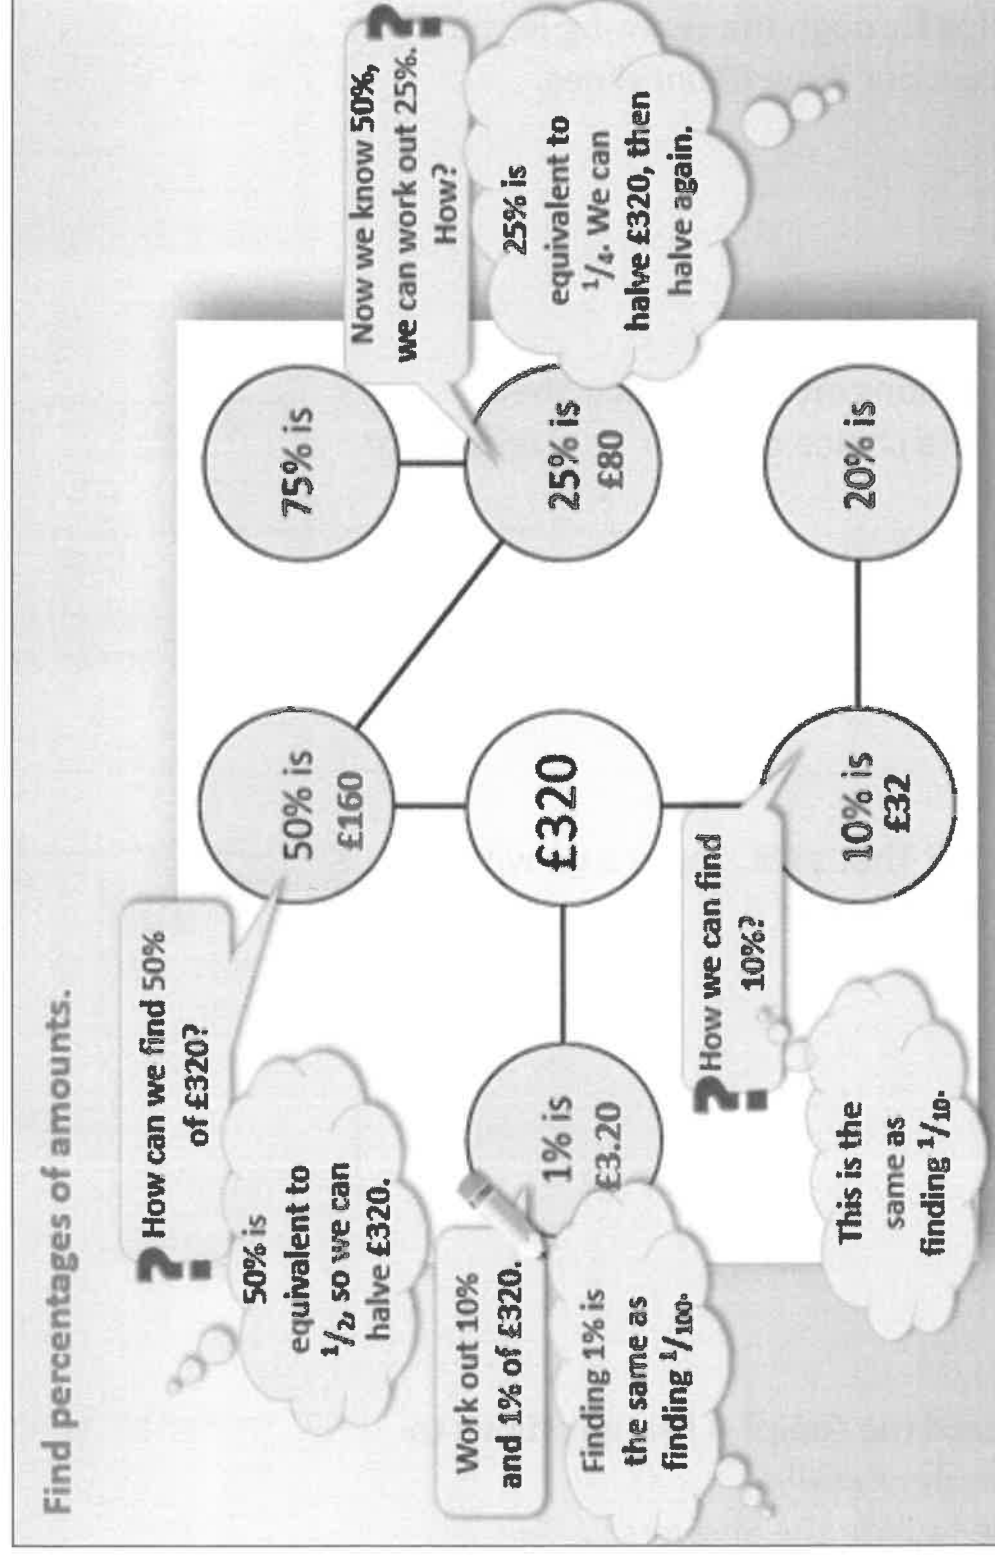 Find percentages of amounts.
? How can we find 50%
of £320?
50% is
equivalent to
1/2, so we can
halve £320.
50% is
£160
75% is
Now we know 50%,
we can work out 25%.
How?
?
25% is
equivalent to
1/4. We can
halve £320, then
halve again.
25% is
£80
£320
Work out 10%
and 1% of £320.
1% is
£3.20
Finding 1% is
the same as
finding 1/100.
? How we can find
10%?
This is the
same as
finding 1/10.
10% is
£32
20% is